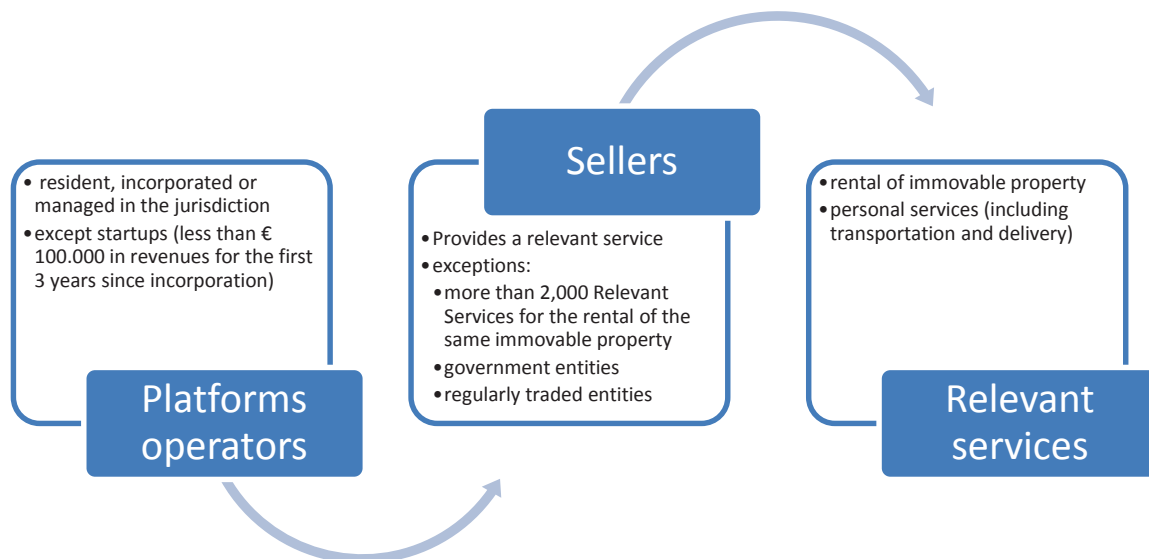 • resident, incorporated or
managed in the jurisdiction
• except startups (less than €
100.000 in revenues for the first
3 years since incorporation)
Platforms
operators
Sellers
• Provides a relevant service
• exceptions:
• more than 2,000 Relevant
Services for the rental of the
same immovable property
• government entities
• regularly traded entities
• rental of immovable property
• personal services (including
transportation and delivery)
Relevant
services